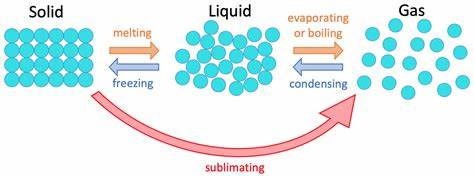 Solid
melting
freezing
Liquid
evaporating
or boiling
condensing
Gas
sublimating